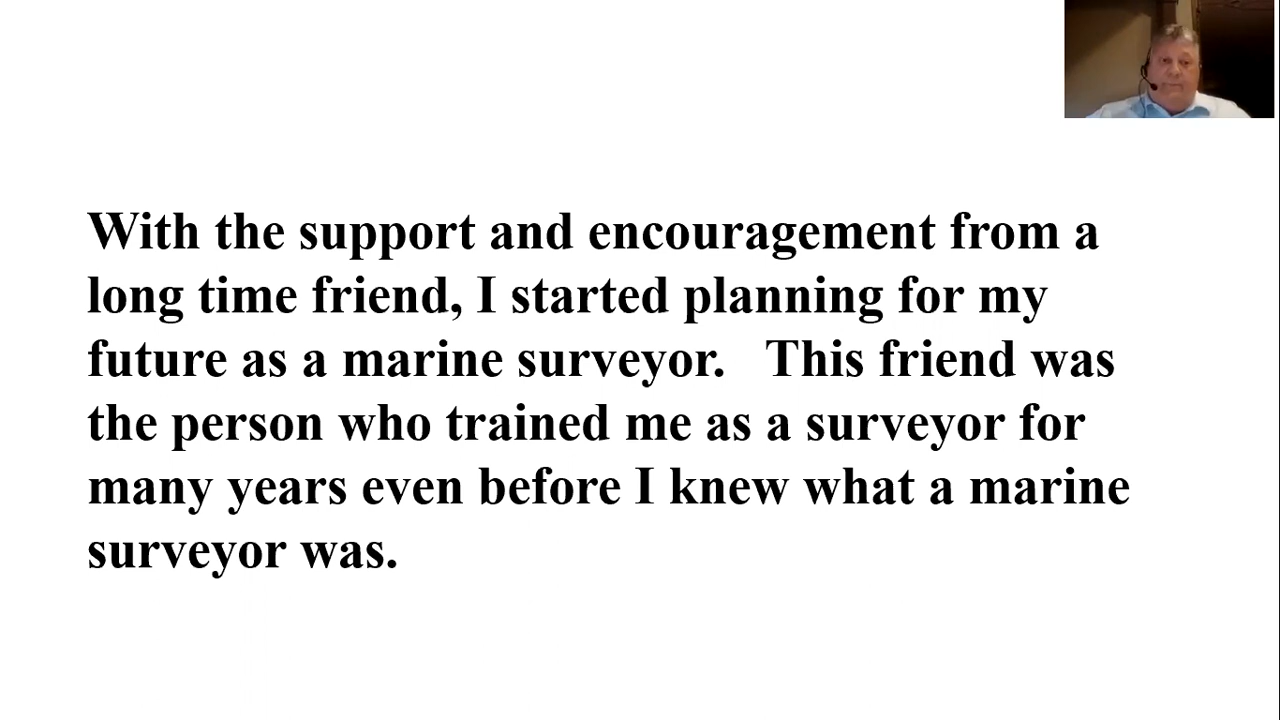 With the support and encouragement from a
long time friend, I started planning for my
future as a marine surveyor.   This friend was
the person who trained me as a surveyor for
many years even before I knew what a marine
surveyor was.